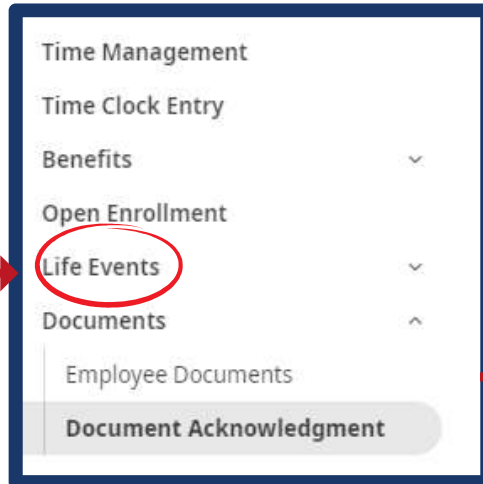 Time Management
Time Clock Entry
Benefits
Open Enrollment
Life Events
Documents
Employee Documents
Document Acknowledgment